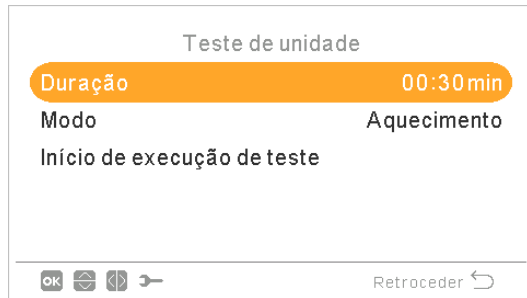 Teste de unidade
Duração 00:30min
Modo Aquecimento
Início de execução de teste
OK Retroceder